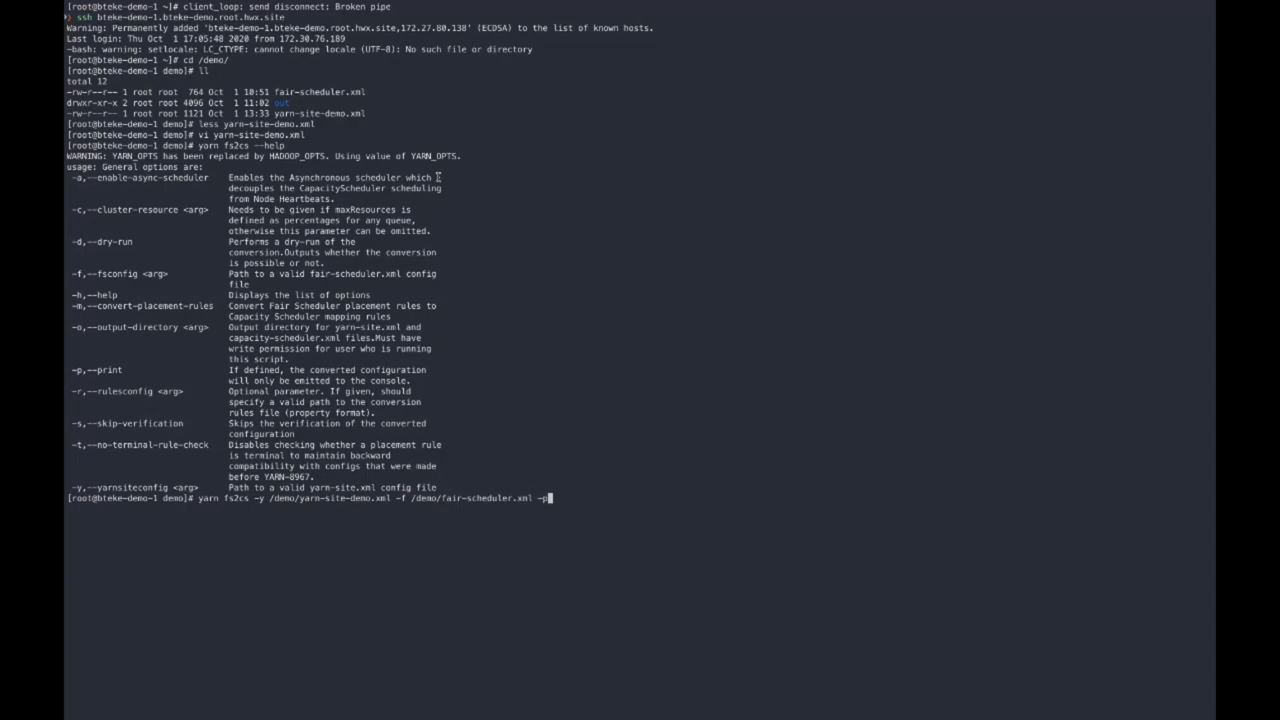 [root@bteke-demo-1 ~]# client_loop: send disconnect: Broken pipe
❯ ssh bteke-demo-1.bteke-demo.root.hwx.site
Warning: Permanently added 'bteke-demo-1.bteke-demo.root.hwx.site,172.27.80.138' (ECDSA) to the list of known hosts.
Last login: Thu Oct  1 17:05:48 2020 from 172.30.76.189
-bash: warning: setlocale: LC_CTYPE: cannot change locale (UTF-8): No such file or directory
[root@bteke-demo-1 ~]# cd /demo/
[root@bteke-demo-1 demo]# ll
total 12
-rw-r--r-- 1 root root  764 Oct  1 10:51 fair-scheduler.xml
drwxr-xr-x 2 root root 4096 Oct  1 11:02 out
-rw-r--r-- 1 root root 1121 Oct  1 13:33 yarn-site-demo.xml
[root@bteke-demo-1 demo]# less yarn-site-demo.xml
[root@bteke-demo-1 demo]# vi yarn-site-demo.xml
[root@bteke-demo-1 demo]# yarn fs2cs --help
WARNING: YARN_OPTS has been replaced by HADOOP_OPTS. Using value of YARN_OPTS.
usage: General options are:
-a,--enable-async-scheduler    Enables the Asynchronous scheduler which
decouples the CapacityScheduler scheduling
from Node Heartbeats.
-c,--cluster-resource <arg>    Needs to be given if maxResources is
defined as percentages for any queue,
otherwise this parameter can be omitted.
-d,--dry-run    Performs a dry-run of the
conversion.Outputs whether the conversion
is possible or not.
-f,--fsconfig <arg>    Path to a valid fair-scheduler.xml config
file
-h,--help    Displays the list of options
-m,--convert-placement-rules    Convert Fair Scheduler placement rules to
Capacity Scheduler mapping rules
-o,--output-directory <arg>    Output directory for yarn-site.xml and
capacity-scheduler.xml files.Must have
write permission for user who is running
this script.
-p,--print    If defined, the converted configuration
will only be emitted to the console.
-r,--rulesconfig <arg>    Optional parameter. If given, should
specify a valid path to the conversion
rules file (property format).
-s,--skip-verification    Skips the verification of the converted
configuration
-t,--no-terminal-rule-check    Disables checking whether a placement rule
is terminal to maintain backward
compatibility with configs that were made
before YARN-8967.
-y,--yarnsiteconfig <arg>    Path to a valid yarn-site.xml config file
[root@bteke-demo-1 demo]# yarn fs2cs -y /demo/yarn-site-demo.xml -f /demo/fair-scheduler.xml -p